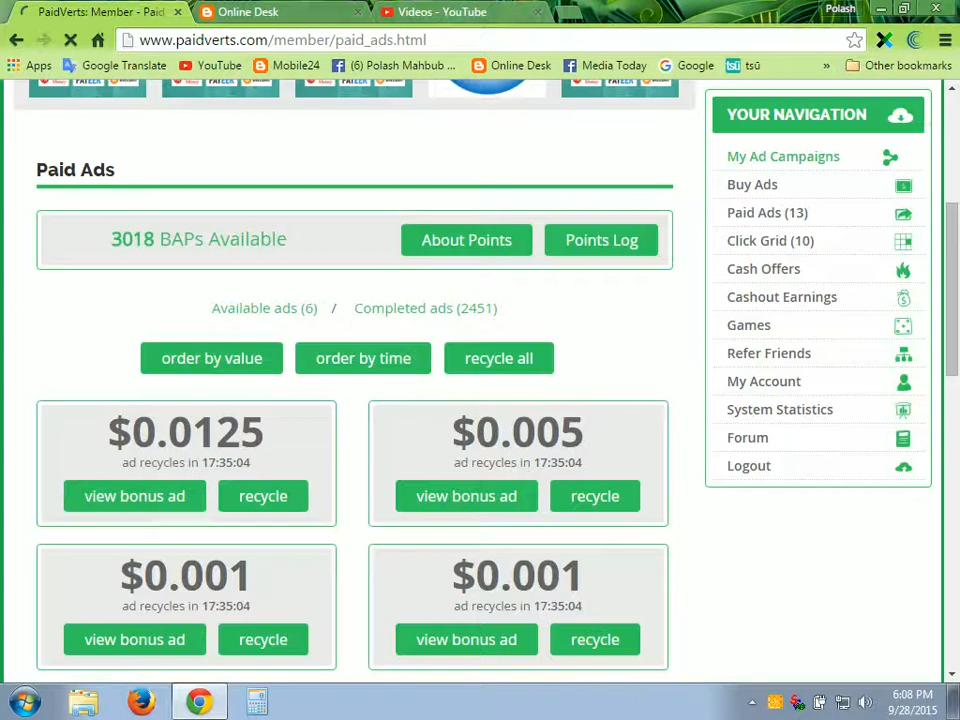 PaidVerts: Member - Paid
Online Desk
Videos - YouTube
Polash
www.paidverts.com/member/paid_ads.html
Apps
Google Translate
YouTube
Mobile24
(6) Polash Mahbub ...
Online Desk
Media Today
Google
tsū
»
Other bookmarks
YOUR NAVIGATION
My Ad Campaigns
Buy Ads
Paid Ads (13)
Click Grid (10)
Cash Offers
Cashout Earnings
Games
Refer Friends
My Account
System Statistics
Forum
Logout
Paid Ads
3018 BAPs Available
About Points
Points Log
Available ads (6) / Completed ads (2451)
order by value
order by time
recycle all
$0.0125
ad recycles in 17:35:04
view bonus ad
recycle
$0.005
ad recycles in 17:35:04
view bonus ad
recycle
$0.001
ad recycles in 17:35:04
view bonus ad
recycle
$0.001
ad recycles in 17:35:04
view bonus ad
recycle
6:08 PM
9/28/2015